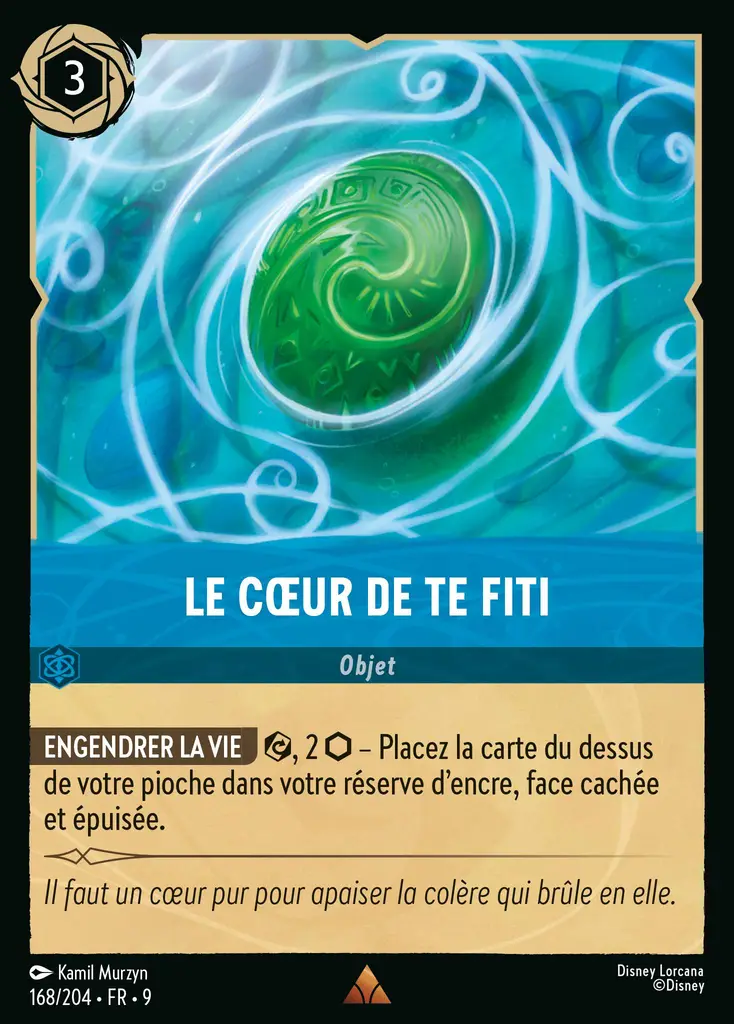 3
LE CŒUR DE TE FITI
Objet
ENGENDRER LA VIE , 2 – Placez la carte du dessus
de votre pioche dans votre réserve d’encre, face cachée
et épuisée.
Il faut un cœur pur pour apaiser la colère qui brûle en elle.
Kamil Murzyn
168/204 • FR • 9
Disney Lorcana
©Disney